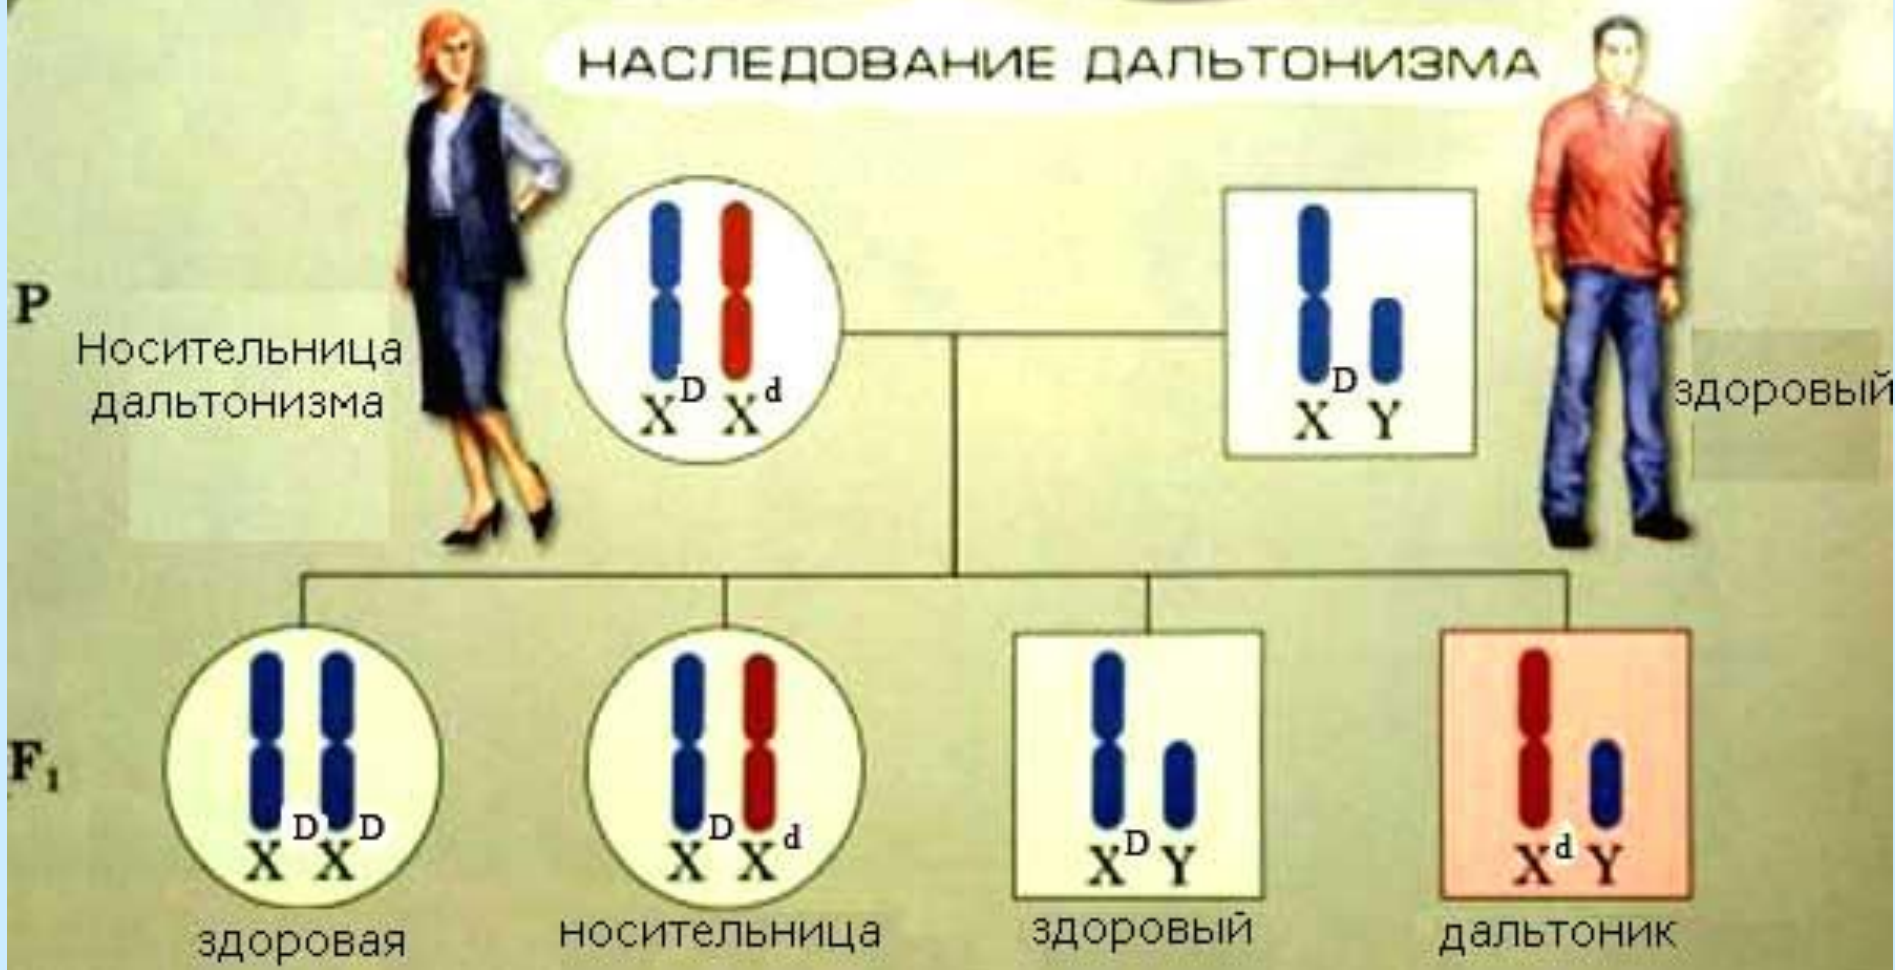 НАСЛЕДОВАНИЕ ДАЛЬТОНИЗМА
P
Носительница
дальтонизма
X^D X^d
X^D Y
здоровый
F₁
X^D X^D
X^D X^d
X^D Y
X^d Y
здоровая
носительница
здоровый
дальтоник